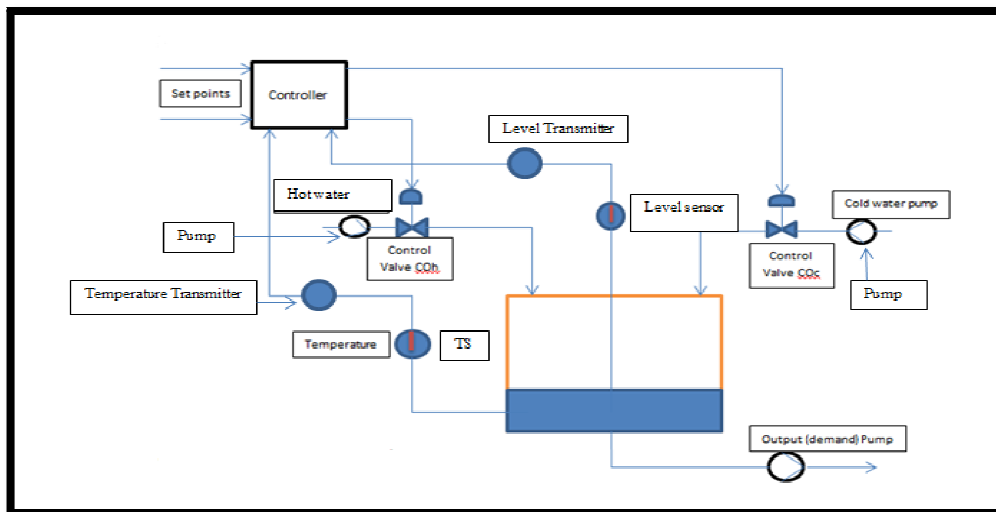 Set points
Controller
Level Transmitter
Hot water
Level sensor
Cold water pump
Pump
Control
Valve COh
Control
Valve COc
Temperature Transmitter
Pump
Temperature
TS
Output (demand) Pump